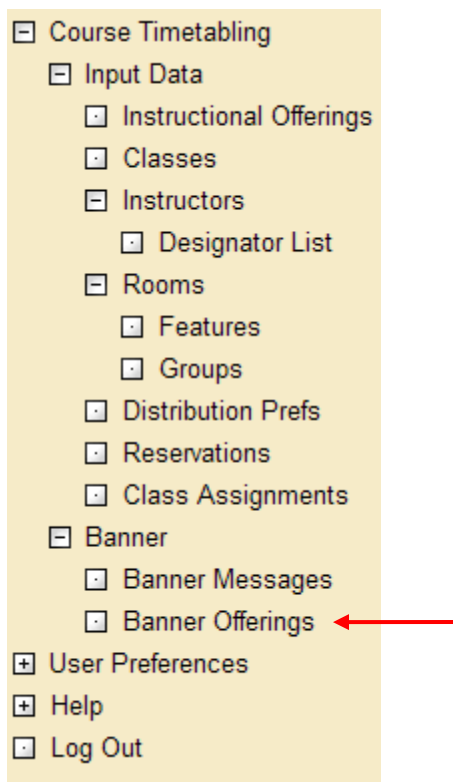 Course Timetabling
Input Data
Instructional Offerings
Classes
Instructors
Designator List
Rooms
Features
Groups
Distribution Prefs
Reservations
Class Assignments
Banner
Banner Messages
Banner Offerings
User Preferences
Help
Log Out